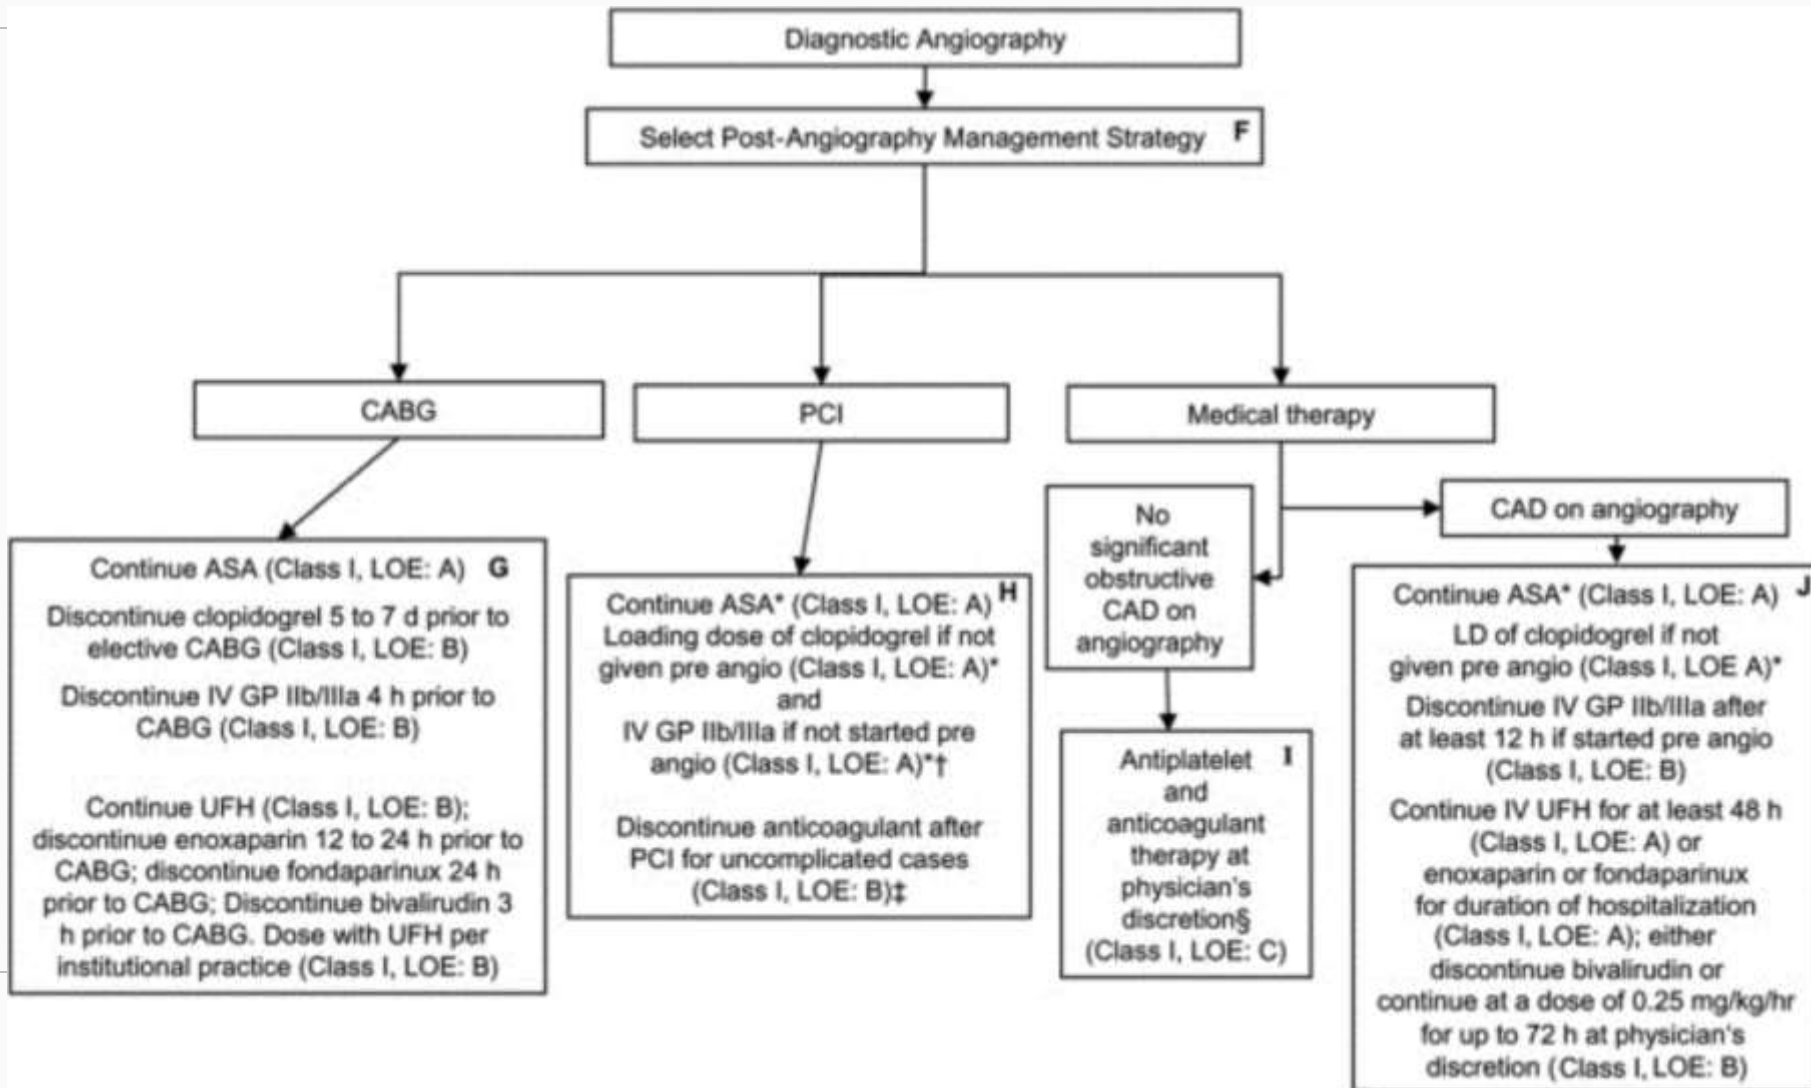 Diagnostic Angiography
Select Post-Angiography Management Strategy F
CABG
PCI
Medical therapy
Continue ASA (Class I, LOE: A) G
Discontinue clopidogrel 5 to 7 d prior to
elective CABG (Class I, LOE: B)
Discontinue IV GP IIb/IIIa 4 h prior to
CABG (Class I, LOE: B)
Continue UFH (Class I, LOE: B);
discontinue enoxaparin 12 to 24 h prior to
CABG; discontinue fondaparinux 24 h
prior to CABG; Discontinue bivalirudin 3
h prior to CABG. Dose with UFH per
institutional practice (Class I, LOE: B)
Continue ASA* (Class I, LOE: A) H
Loading dose of clopidogrel if not
given pre angio (Class I, LOE: A)*
and
IV GP IIb/IIIa if not started pre
angio (Class I, LOE: A)*†
Discontinue anticoagulant after
PCI for uncomplicated cases
(Class I, LOE: B)‡
No
significant
obstructive
CAD on
angiography
Antiplatelet I
and
anticoagulant
therapy at
physician's
discretion§
(Class I, LOE: C)
CAD on angiography
Continue ASA* (Class I, LOE: A) J
LD of clopidogrel if not
given pre angio (Class I, LOE A)*
Discontinue IV GP IIb/IIIa after
at least 12 h if started pre angio
(Class I, LOE: B)
Continue IV UFH for at least 48 h
(Class I, LOE: A) or
enoxaparin or fondaparinux
for duration of hospitalization
(Class I, LOE: A); either
discontinue bivalirudin or
continue at a dose of 0.25 mg/kg/hr
for up to 72 h at physician's
discretion (Class I, LOE: B)